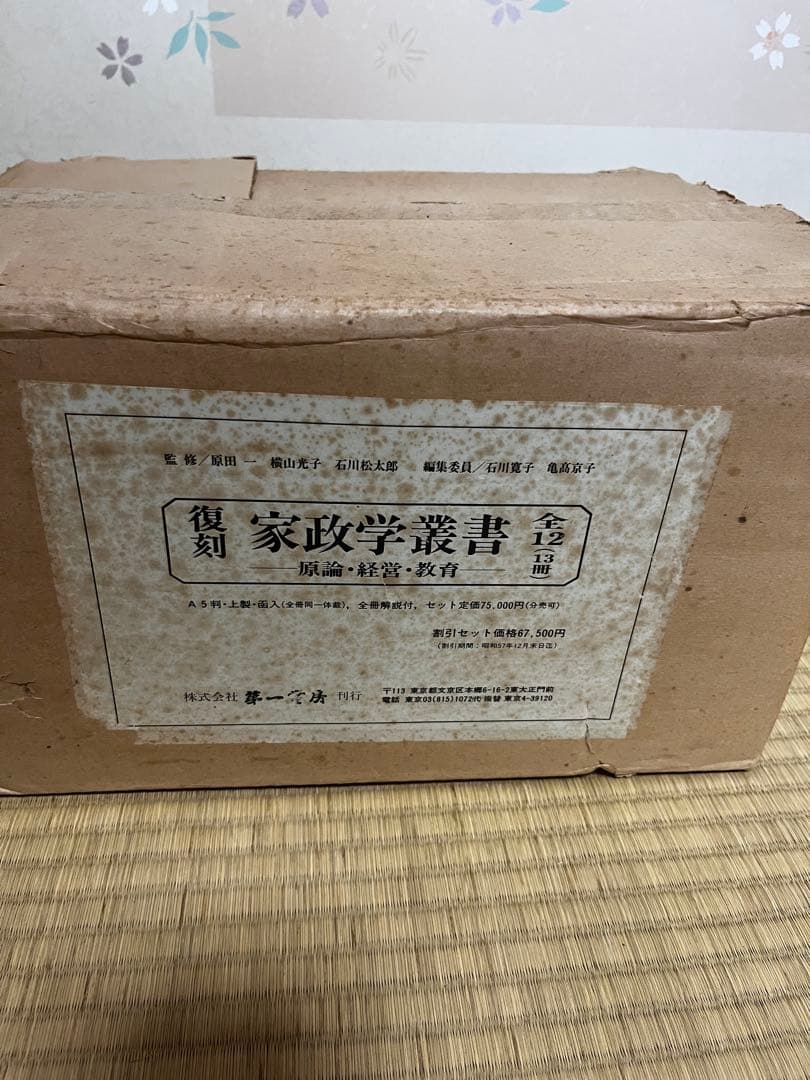 監修／原田 一 横山光子 石川松太郎 編集委員／石川寛子 亀高京子
復刻 家政学叢書 全12(13冊)
―原論・経営・教育―
A5判・上製・函入(全冊同一体裁)，全冊解説付，セット定価75,000円(分売可)
割引セット価格67,500円
(割引期間：昭和57年12月末日迄)
株式会社 第一書房 刊行
〒113 東京都文京区本郷6-16-2東大正門前
電話 東京03(815)1072代 振替 東京4-39120